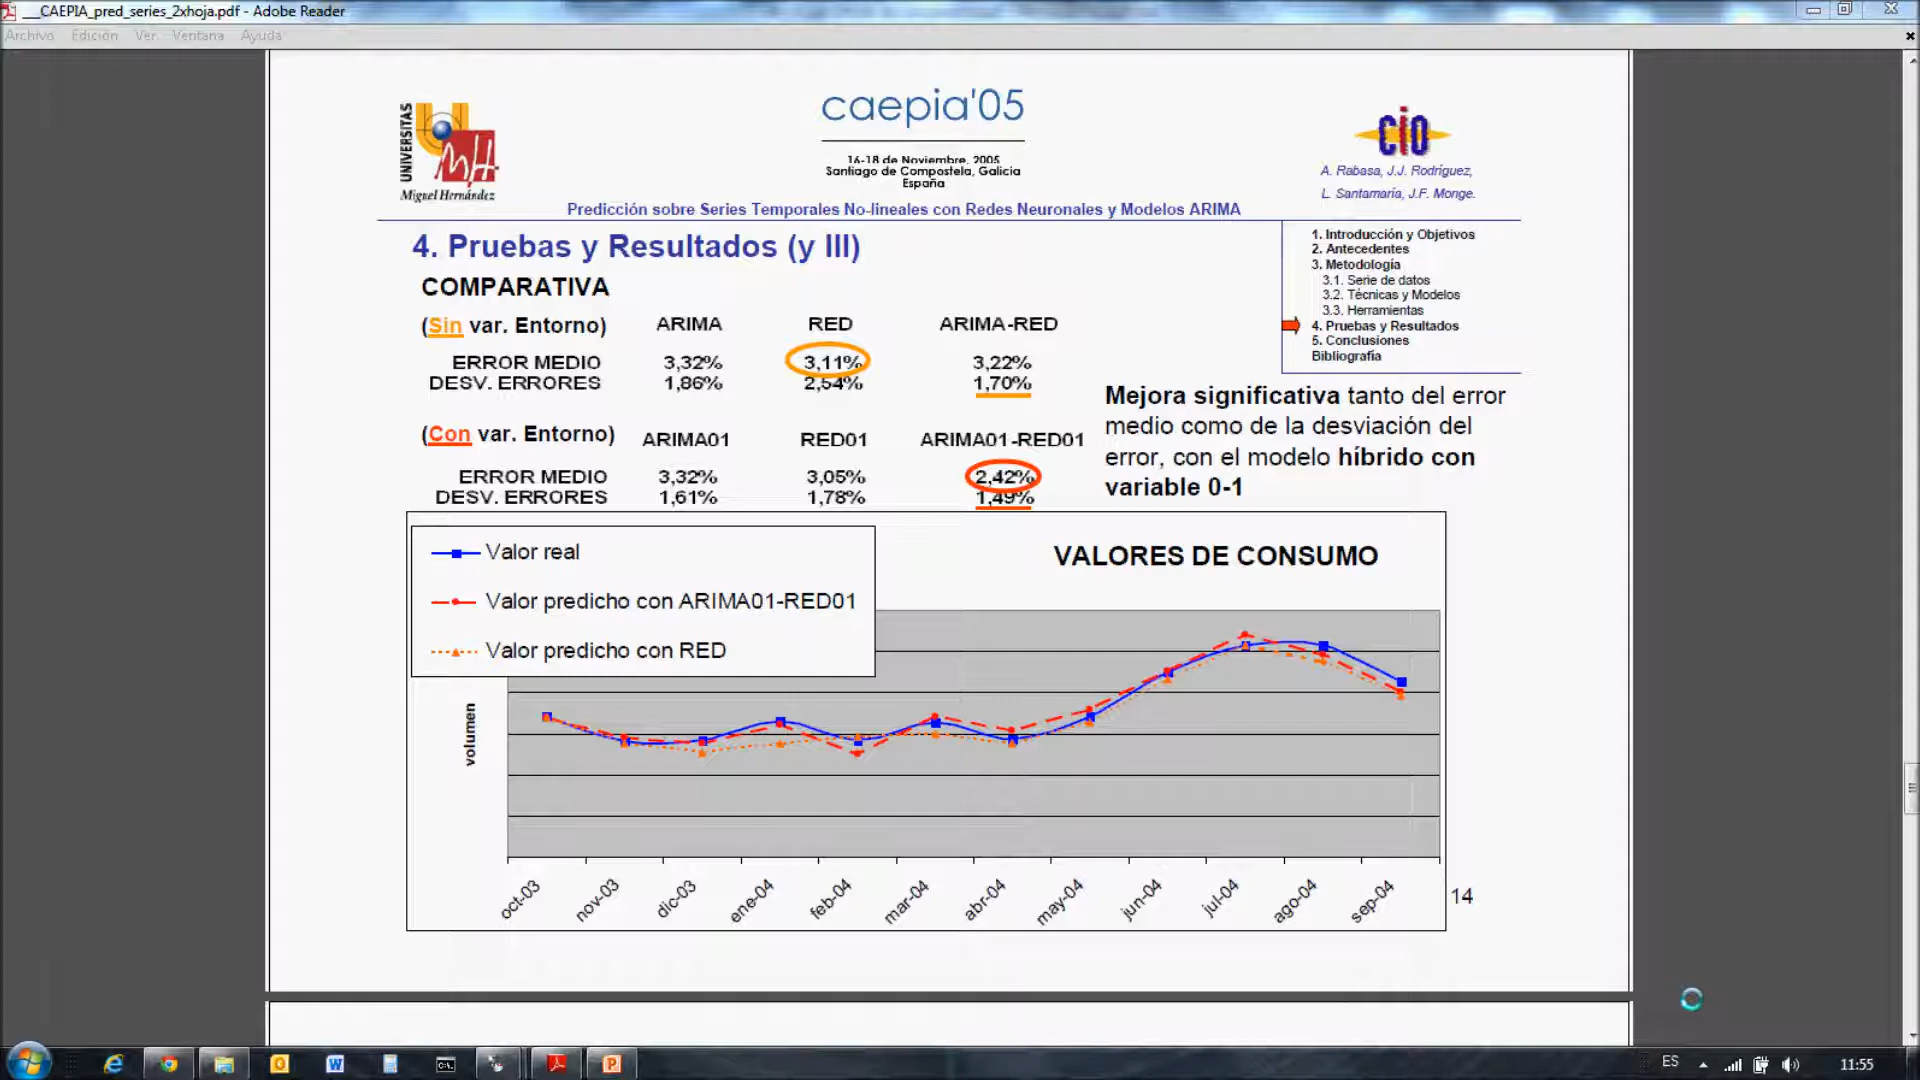 __CAEPIA_pred_series_2xhoja.pdf - Adobe Reader
Archivo Edición Ver Ventana Ayuda
UNIVERSITAS
Miguel Hernández
caepia'05
16-18 de Noviembre, 2005
Santiago de Compostela, Galicia
España
CIO
A. Rabasa, J.J. Rodríguez,
L. Santamaría, J.F. Monge.
Predicción sobre Series Temporales No-lineales con Redes Neuronales y Modelos ARIMA
4. Pruebas y Resultados (y III)
1. Introducción y Objetivos
2. Antecedentes
3. Metodología
3.1. Serie de datos
3.2. Técnicas y Modelos
3.3. Herramientas
4. Pruebas y Resultados
5. Conclusiones
Bibliografía
COMPARATIVA
(Sin var. Entorno) ARIMA RED ARIMA-RED
ERROR MEDIO 3,32% 3,11% 3,22%
DESV. ERRORES 1,86% 2,54% 1,70%
(Con var. Entorno) ARIMA01 RED01 ARIMA01-RED01
ERROR MEDIO 3,32% 3,05% 2,42%
DESV. ERRORES 1,61% 1,78% 1,49%
Mejora significativa tanto del error
medio como de la desviación del
error, con el modelo híbrido con
variable 0-1
VALORES DE CONSUMO
Valor real
Valor predicho con ARIMA01-RED01
Valor predicho con RED
volumen
oct-03 nov-03 dic-03 ene-04 feb-04 mar-04 abr-04 may-04 jun-04 jul-04 ago-04 sep-04
14
ES 11:55